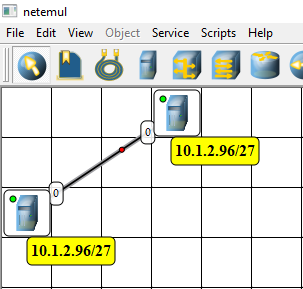 netemul
File Edit View Object Service Scripts Help
0
10.1.2.96/27
0
10.1.2.96/27